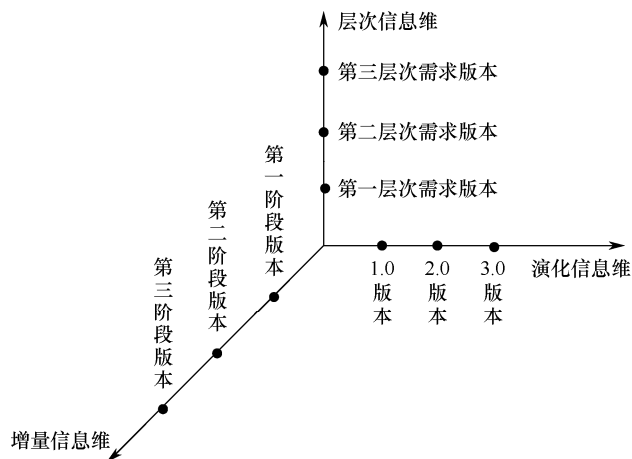 层次信息维
第三层次需求版本
第二层次需求版本
第一层次需求版本
第一阶段版本
第二阶段版本
第三阶段版本
1.0版本
2.0版本
3.0版本
演化信息维
增量信息维